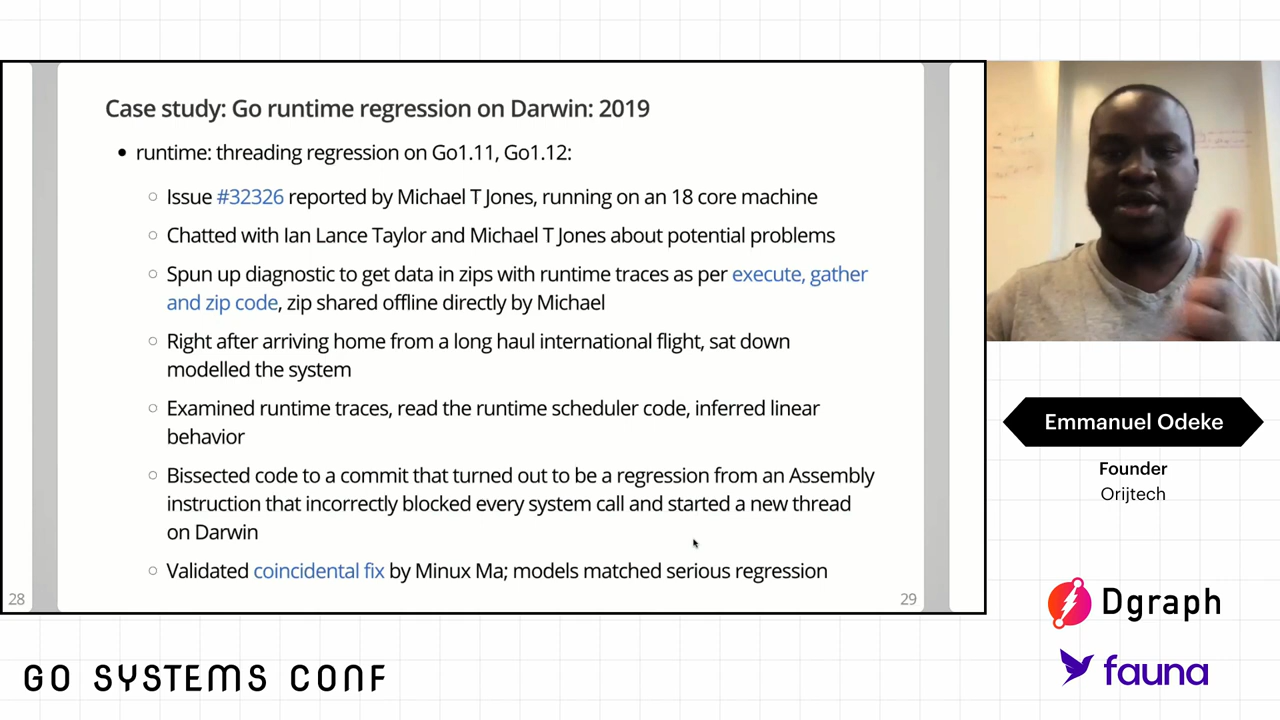 Case study: Go runtime regression on Darwin: 2019
runtime: threading regression on Go1.11, Go1.12:
Issue #32326 reported by Michael T Jones, running on an 18 core machine
Chatted with Ian Lance Taylor and Michael T Jones about potential problems
Spun up diagnostic to get data in zips with runtime traces as per execute, gather
and zip code, zip shared offline directly by Michael
Right after arriving home from a long haul international flight, sat down
modelled the system
Examined runtime traces, read the runtime scheduler code, inferred linear
behavior
Bissected code to a commit that turned out to be a regression from an Assembly
instruction that incorrectly blocked every system call and started a new thread
on Darwin
Validated coincidental fix by Minux Ma; models matched serious regression
28
29
Emmanuel Odeke
Founder
Orijtech
Dgraph
fauna
GO SYSTEMS CONF